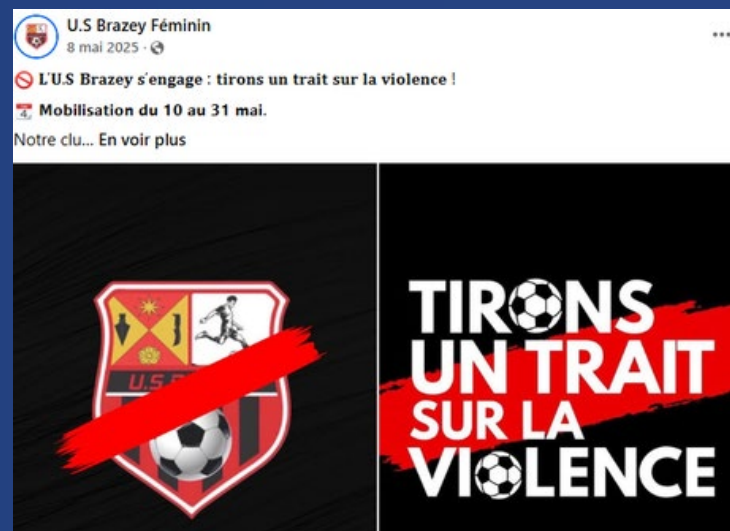 U.S Brazey Féminin
8 mai 2025 ·
L'U.S Brazey s'engage : tirons un trait sur la violence !
4 Mobilisation du 10 au 31 mai.
Notre clu... En voir plus
U.S
TIRONS
UN TRAIT
SUR LA
VIOLENCE